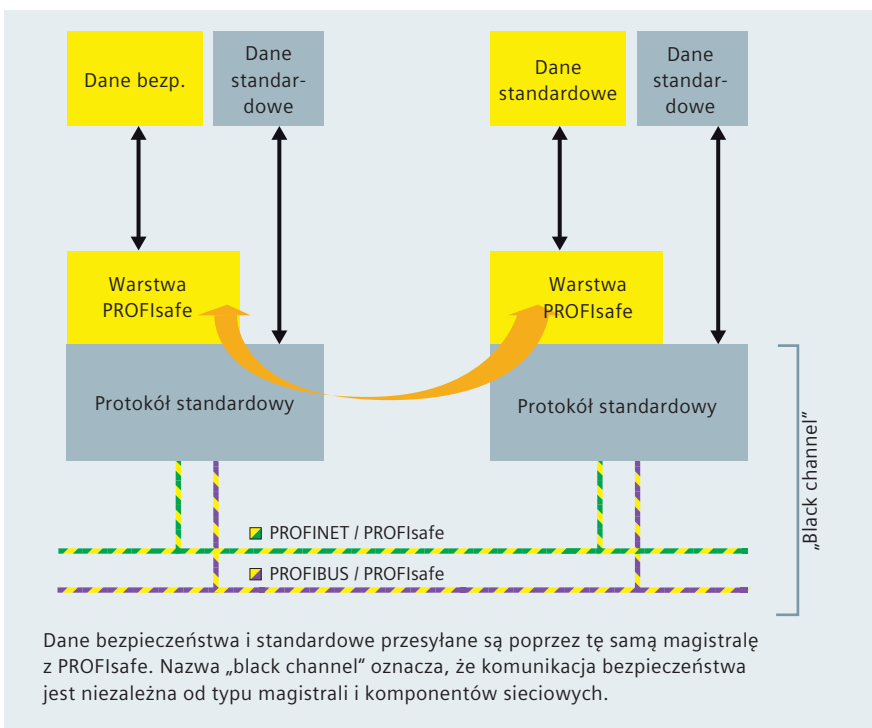 Dane bezp.
Dane
standar-
dowe
Dane
standardowe
Dane
standar-
dowe
Warstwa
PROFIsafe
Warstwa
PROFIsafe
Protokół standardowy
Protokół standardowy
„Black channel”
PROFINET / PROFIsafe
PROFIBUS / PROFIsafe
Dane bezpieczeństwa i standardowe przesyłane są poprzez tę samą magistralę
z PROFIsafe. Nazwa „black channel” oznacza, że komunikacja bezpieczeństwa
jest niezależna od typu magistrali i komponentów sieciowych.